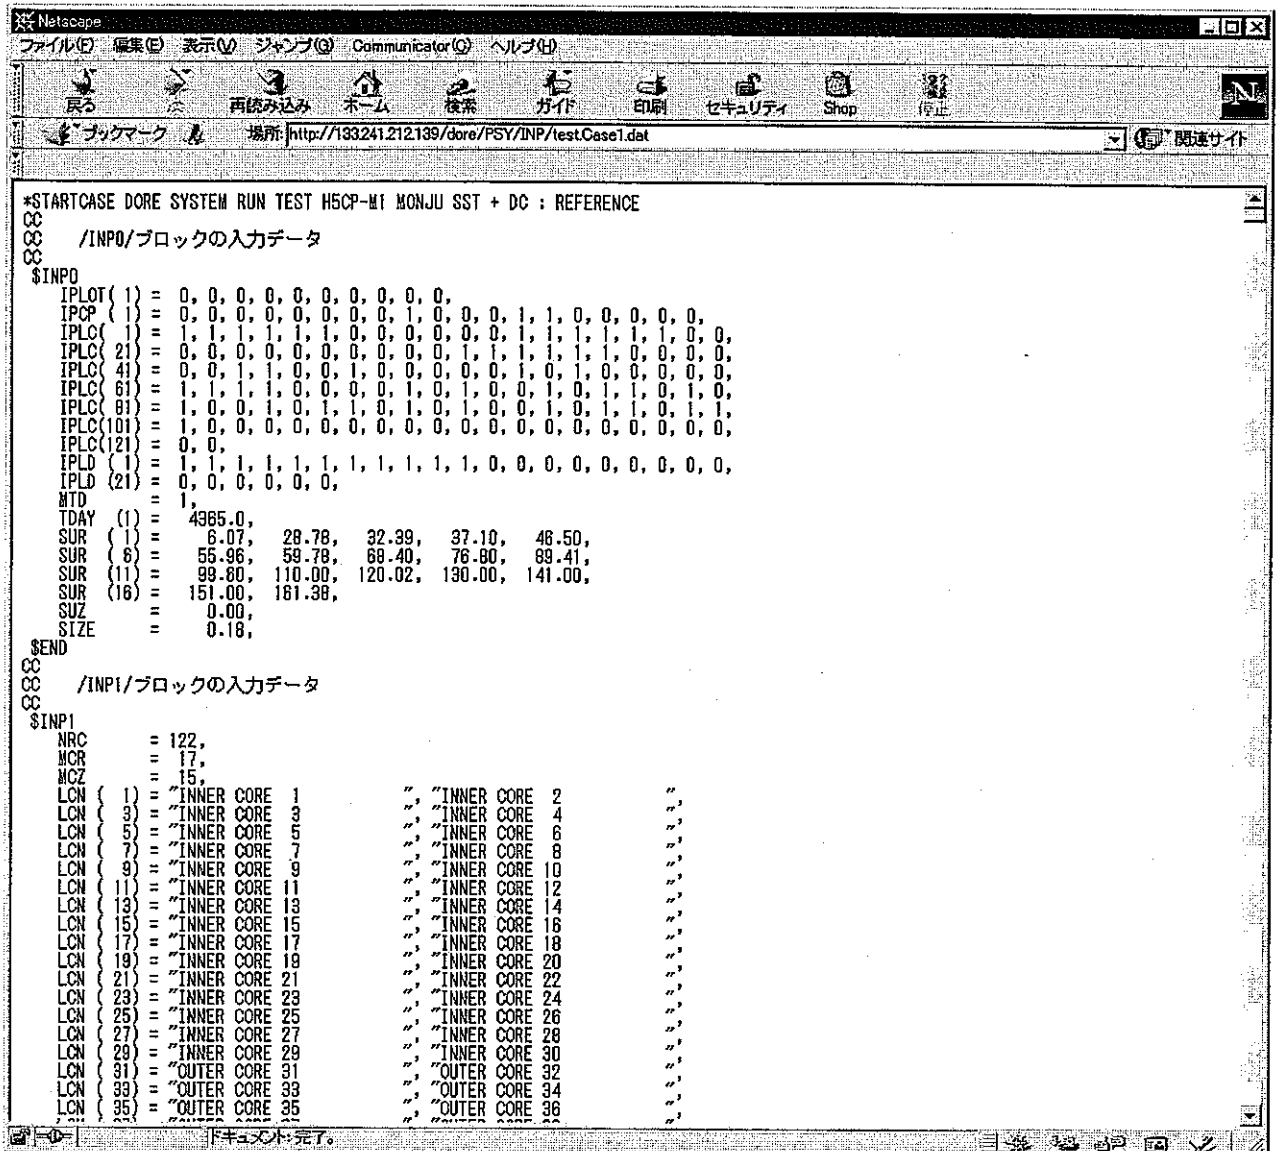 Netscape
ファイル(F) 編集(E) 表示(V) ジャンプ(G) Communicator(C) ヘルプ(H)
戻る 再読み込み ホーム 検索 ガイド 印刷 セキュリティ Shop 停止
N
ブックマーク 場所: http://133.241.212.139/dore/PSY/INP/test.Case1.dat 関連サイト
*STARTCASE DORE SYSTEM RUN TEST H5CP-M1 MONJU SST + DC : REFERENCE
CC
CC /INP0/ブロックの入力データ
CC
$INP0
IPLOT( 1) = 0, 0, 0, 0, 0, 0, 0, 0, 0, 0,
IPCP ( 1) = 0, 0, 0, 0, 0, 0, 0, 0, 1, 0, 0, 0, 1, 1, 0, 0, 0, 0, 0,
IPLC( 1) = 1, 1, 1, 1, 1, 1, 0, 0, 0, 0, 0, 1, 1, 1, 1, 1, 1, 1, 0, 0,
IPLC( 21) = 0, 0, 0, 0, 0, 0, 0, 0, 0, 0, 1, 1, 1, 1, 1, 1, 0, 0, 0, 0,
IPLC( 41) = 0, 0, 1, 1, 0, 0, 1, 0, 0, 0, 0, 0, 1, 0, 1, 0, 0, 0, 0, 0,
IPLC( 61) = 1, 1, 1, 1, 0, 0, 0, 0, 1, 0, 1, 0, 0, 1, 0, 1, 1, 0, 1, 0,
IPLC( 81) = 1, 0, 0, 1, 0, 1, 1, 0, 1, 0, 1, 0, 0, 1, 0, 1, 1, 0, 1, 1,
IPLC(101) = 1, 0, 0, 0, 0, 0, 0, 0, 0, 0, 0, 0, 0, 0, 0, 0, 0, 0, 0, 0,
IPLC(121) = 0, 0,
IPLD ( 1) = 1, 1, 1, 1, 1, 1, 1, 1, 1, 1, 1, 0, 0, 0, 0, 0, 0, 0, 0, 0,
IPLD (21) = 0, 0, 0, 0, 0, 0,
MTD = 1,
TDAY (1) = 4365.0,
SUR ( 1) = 6.07, 28.78, 32.39, 37.10, 46.50,
SUR ( 6) = 55.96, 59.78, 68.40, 76.80, 89.41,
SUR (11) = 99.60, 110.00, 120.02, 130.00, 141.00,
SUR (16) = 151.00, 161.38,
SUZ = 0.00,
SIZE = 0.18,
$END
CC
CC /INP1/ブロックの入力データ
CC
$INP1
NRC = 122,
MCR = 17,
MCZ = 15,
LCN ( 1) = "INNER CORE 1 ", "INNER CORE 2 ",
LCN ( 3) = "INNER CORE 3 ", "INNER CORE 4 ",
LCN ( 5) = "INNER CORE 5 ", "INNER CORE 6 ",
LCN ( 7) = "INNER CORE 7 ", "INNER CORE 8 ",
LCN ( 9) = "INNER CORE 9 ", "INNER CORE 10 ",
LCN ( 11) = "INNER CORE 11 ", "INNER CORE 12 ",
LCN ( 13) = "INNER CORE 13 ", "INNER CORE 14 ",
LCN ( 15) = "INNER CORE 15 ", "INNER CORE 16 ",
LCN ( 17) = "INNER CORE 17 ", "INNER CORE 18 ",
LCN ( 19) = "INNER CORE 19 ", "INNER CORE 20 ",
LCN ( 21) = "INNER CORE 21 ", "INNER CORE 22 ",
LCN ( 23) = "INNER CORE 23 ", "INNER CORE 24 ",
LCN ( 25) = "INNER CORE 25 ", "INNER CORE 26 ",
LCN ( 27) = "INNER CORE 27 ", "INNER CORE 28 ",
LCN ( 29) = "INNER CORE 29 ", "INNER CORE 30 ",
LCN ( 31) = "OUTER CORE 31 ", "OUTER CORE 32 ",
LCN ( 33) = "OUTER CORE 33 ", "OUTER CORE 34 ",
LCN ( 35) = "OUTER CORE 35 ", "OUTER CORE 36 ",
ドキュメント:完了。